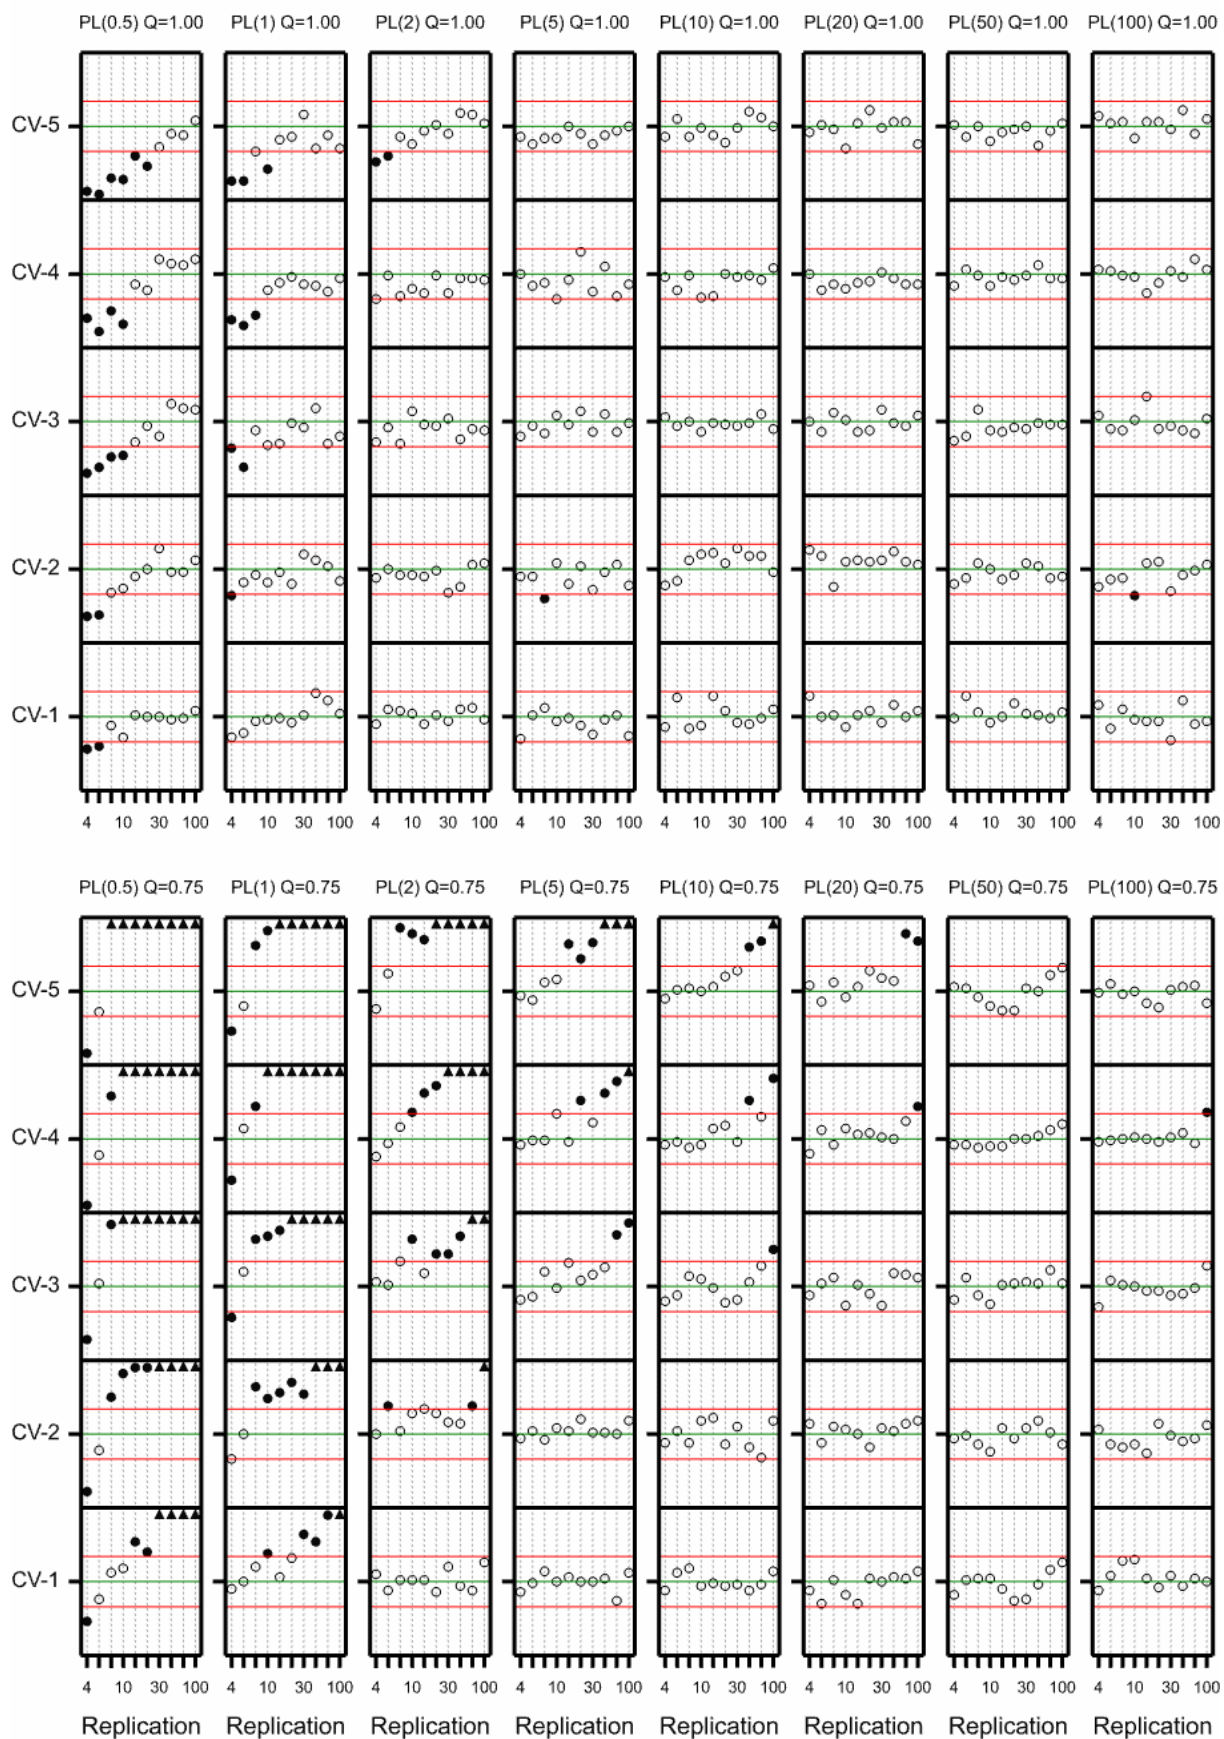 PL(0.5) Q=1.00 PL(1) Q=1.00 PL(2) Q=1.00 PL(5) Q=1.00 PL(10) Q=1.00 PL(20) Q=1.00 PL(50) Q=1.00 PL(100) Q=1.00
CV-5
CV-4
CV-3
CV-2
CV-1
4 10 30 100 4 10 30 100 4 10 30 100 4 10 30 100 4 10 30 100 4 10 30 100 4 10 30 100 4 10 30 100
PL(0.5) Q=0.75 PL(1) Q=0.75 PL(2) Q=0.75 PL(5) Q=0.75 PL(10) Q=0.75 PL(20) Q=0.75 PL(50) Q=0.75 PL(100) Q=0.75
CV-5
CV-4
CV-3
CV-2
CV-1
4 10 30 100 4 10 30 100 4 10 30 100 4 10 30 100 4 10 30 100 4 10 30 100 4 10 30 100 4 10 30 100
Replication Replication Replication Replication Replication Replication Replication Replication